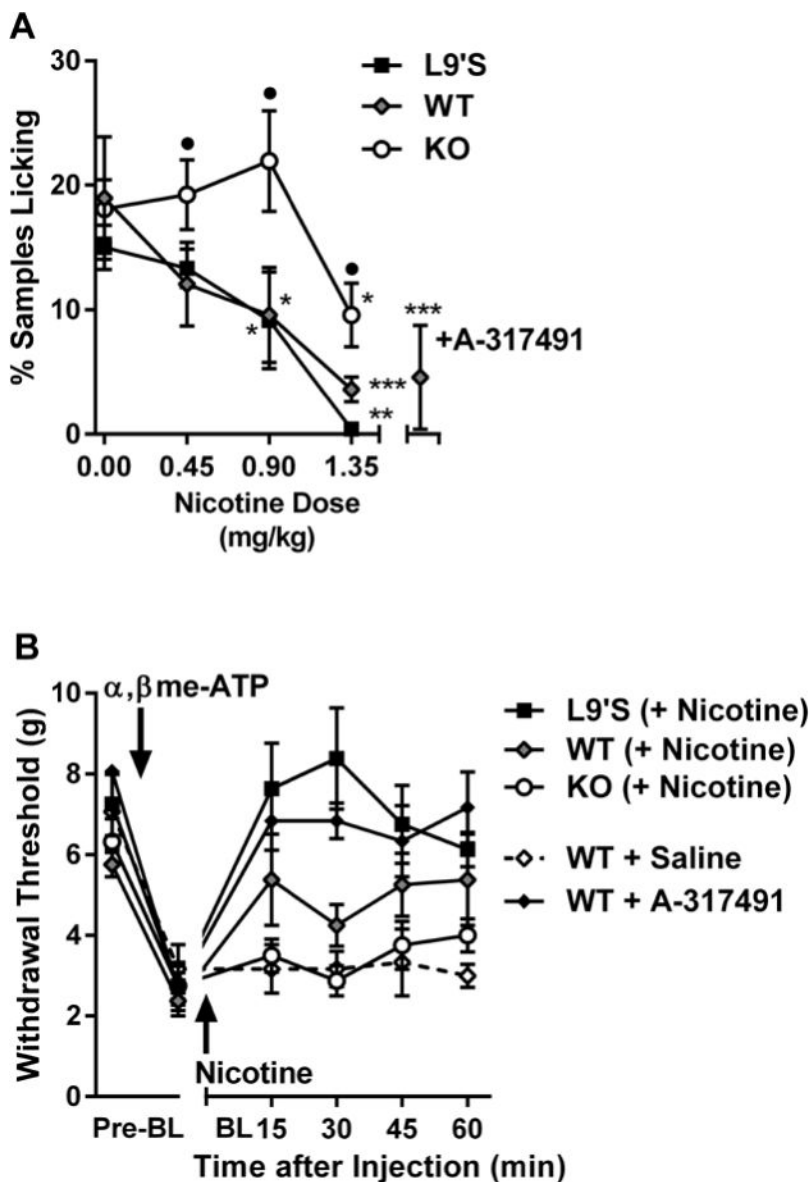 A
30
20
10
0
% Samples Licking
L9'S
WT
KO
*
*
*
***
**
***
+A-317491
0.00 0.45 0.90 1.35
Nicotine Dose
(mg/kg)
B
α,βme-ATP
10
8
6
4
2
0
Withdrawal Threshold (g)
L9'S (+ Nicotine)
WT (+ Nicotine)
KO (+ Nicotine)
WT + Saline
WT + A-317491
Nicotine
Pre-BL BL 15 30 45 60
Time after Injection (min)